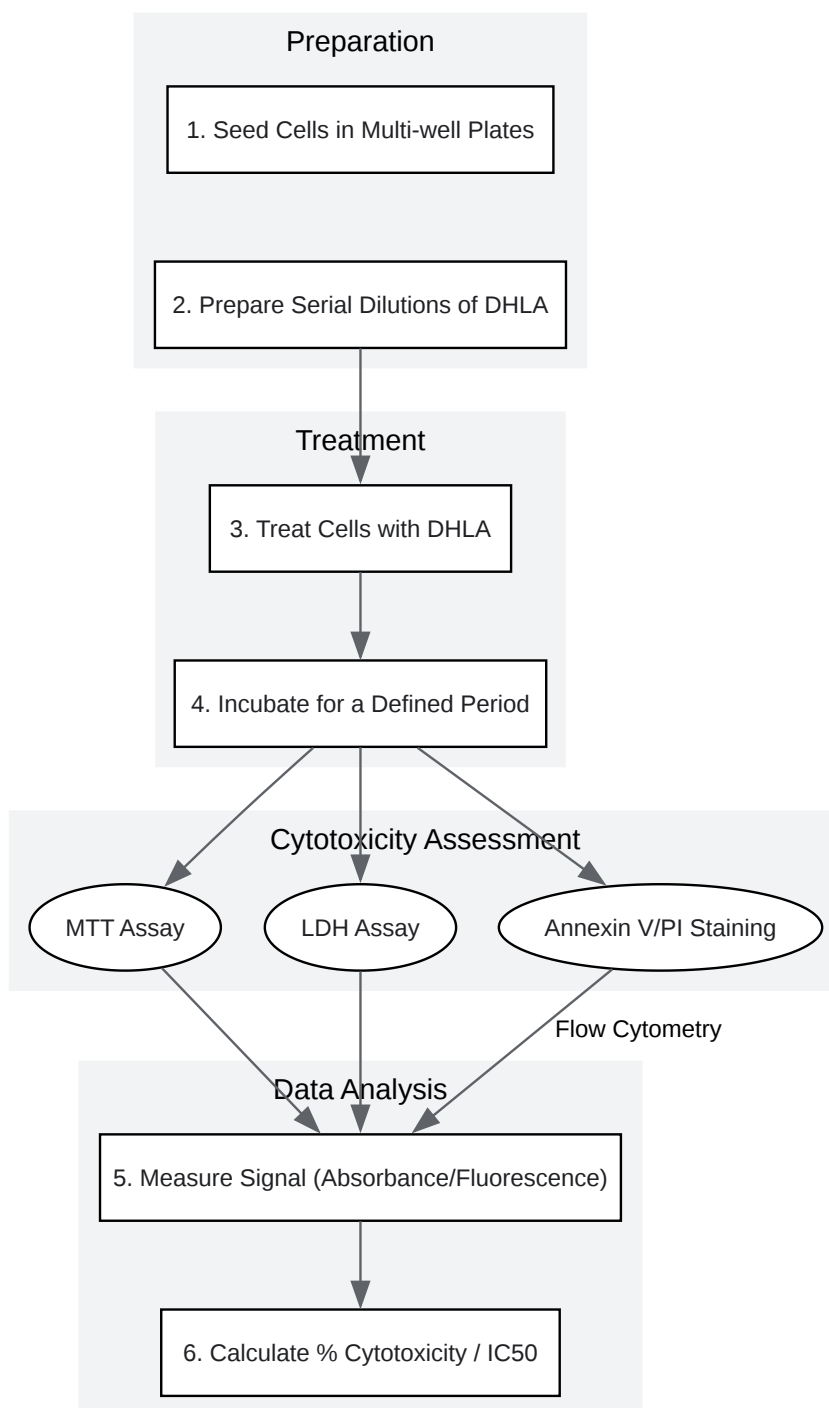 Preparation
1. Seed Cells in Multi-well Plates
2. Prepare Serial Dilutions of DHLA
Treatment
3. Treat Cells with DHLA
4. Incubate for a Defined Period
Cytotoxicity Assessment
MTT Assay
LDH Assay
Annexin V/PI Staining
Flow Cytometry
Data Analysis
5. Measure Signal (Absorbance/Fluorescence)
6. Calculate % Cytotoxicity / IC50